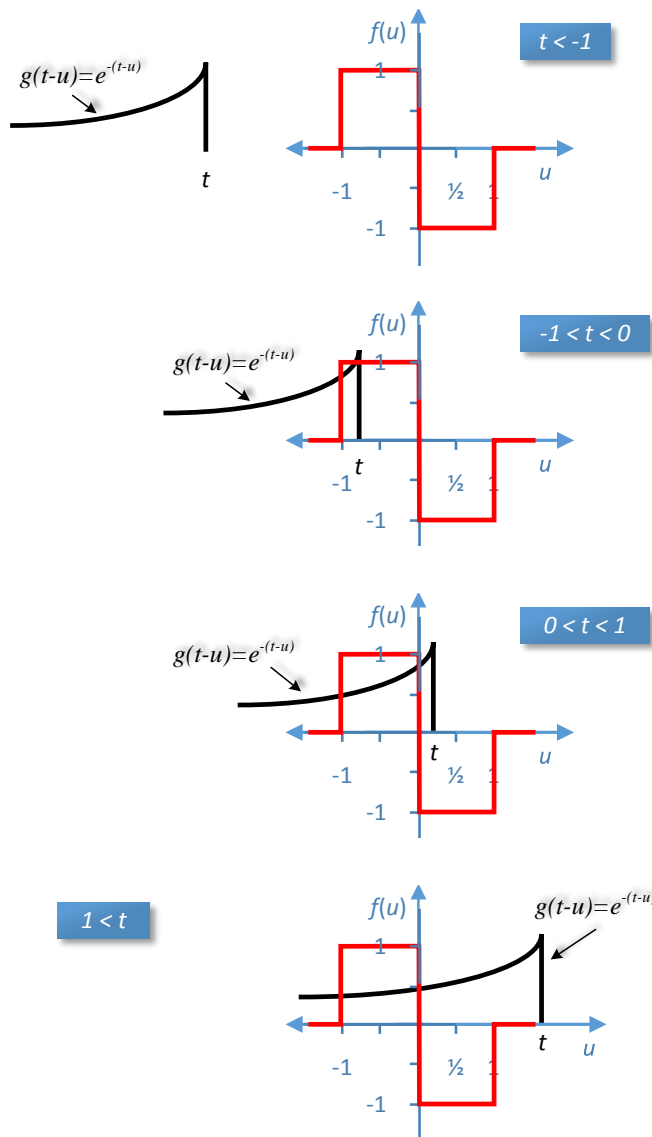 f(u)
t < -1
g(t-u)=e^-(t-u)
1
t
-1
½
1
u
-1
f(u)
-1 < t < 0
g(t-u)=e^-(t-u)
1
t
-1
½
1
u
-1
f(u)
0 < t < 1
g(t-u)=e^-(t-u)
1
t
-1
½
1
u
-1
1 < t
f(u)
g(t-u)=e^-(t-u)
1
t
u
-1
½
1
-1